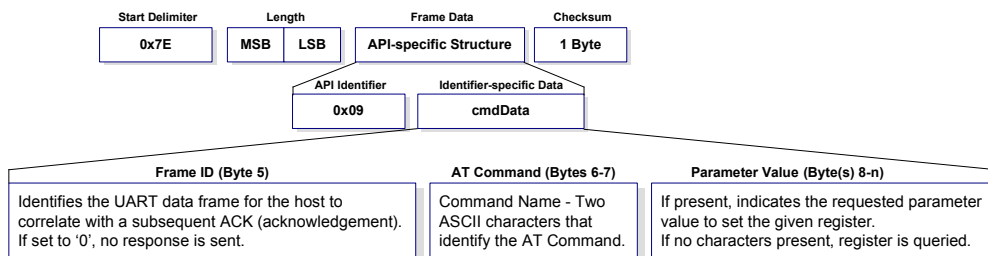 Start Delimiter Length Frame Data Checksum
0x7E MSB LSB API-specific Structure 1 Byte
API Identifier Identifier-specific Data
0x09 cmdData
Frame ID (Byte 5)
Identifies the UART data frame for the host to
correlate with a subsequent ACK (acknowledgement).
If set to ‘0’, no response is sent.
AT Command (Bytes 6-7)
Command Name - Two
ASCII characters that
identify the AT Command.
Parameter Value (Byte(s) 8-n)
If present, indicates the requested parameter
value to set the given register.
If no characters present, register is queried.